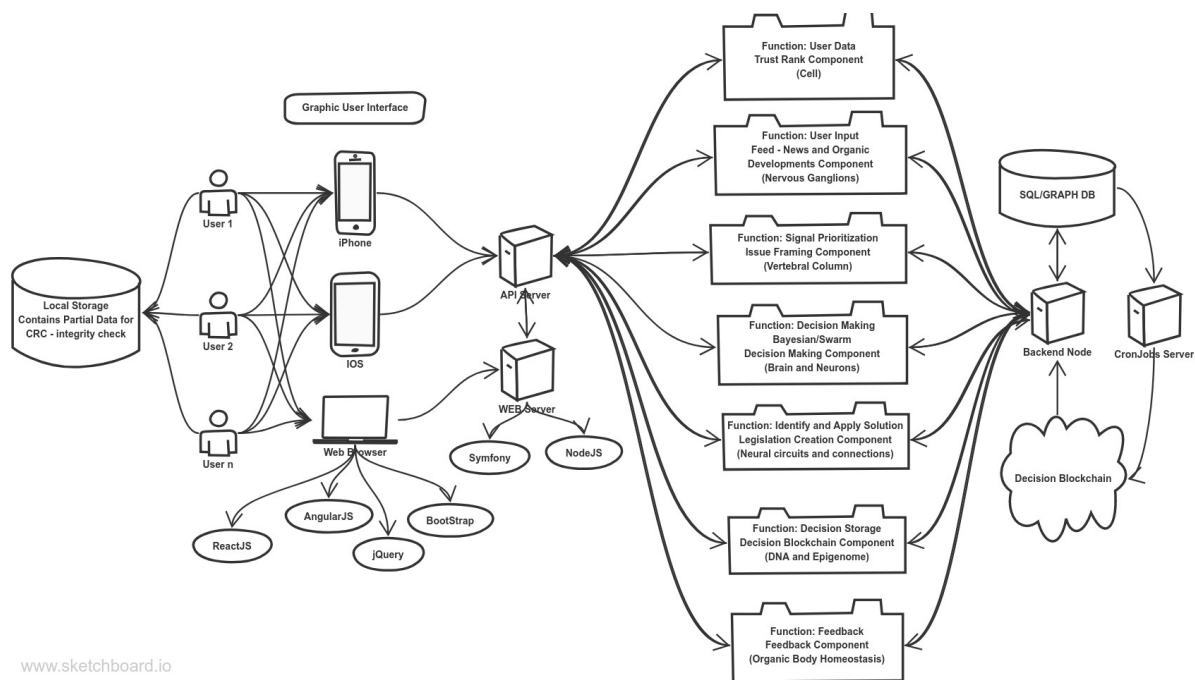 Graphic User Interface
User 1
User 2
User n
Local Storage
Contains Partial Data for
CRC - integrity check
iPhone
IOS
Web Browser
ReactJS
AngularJS
jQuery
BootStrap
API Server
WEB Server
Symfony
NodeJS
Function: User Data
Trust Rank Component
(Cell)
Function: User Input
Feed - News and Organic
Developments Component
(Nervous Ganglions)
Function: Signal Prioritization
Issue Framing Component
(Vertebral Column)
Function: Decision Making
Bayesian/Swarm
Decision Making Component
(Brain and Neurons)
Function: Identify and Apply Solution
Legislation Creation Component
(Neural circuits and connections)
Function: Decision Storage
Decision Blockchain Component
(DNA and Epigenome)
Function: Feedback
Feedback Component
(Organic Body Homeostasis)
SQL/GRAPH DB
Backend Node
CronJobs Server
Decision Blockchain
www.sketchboard.io